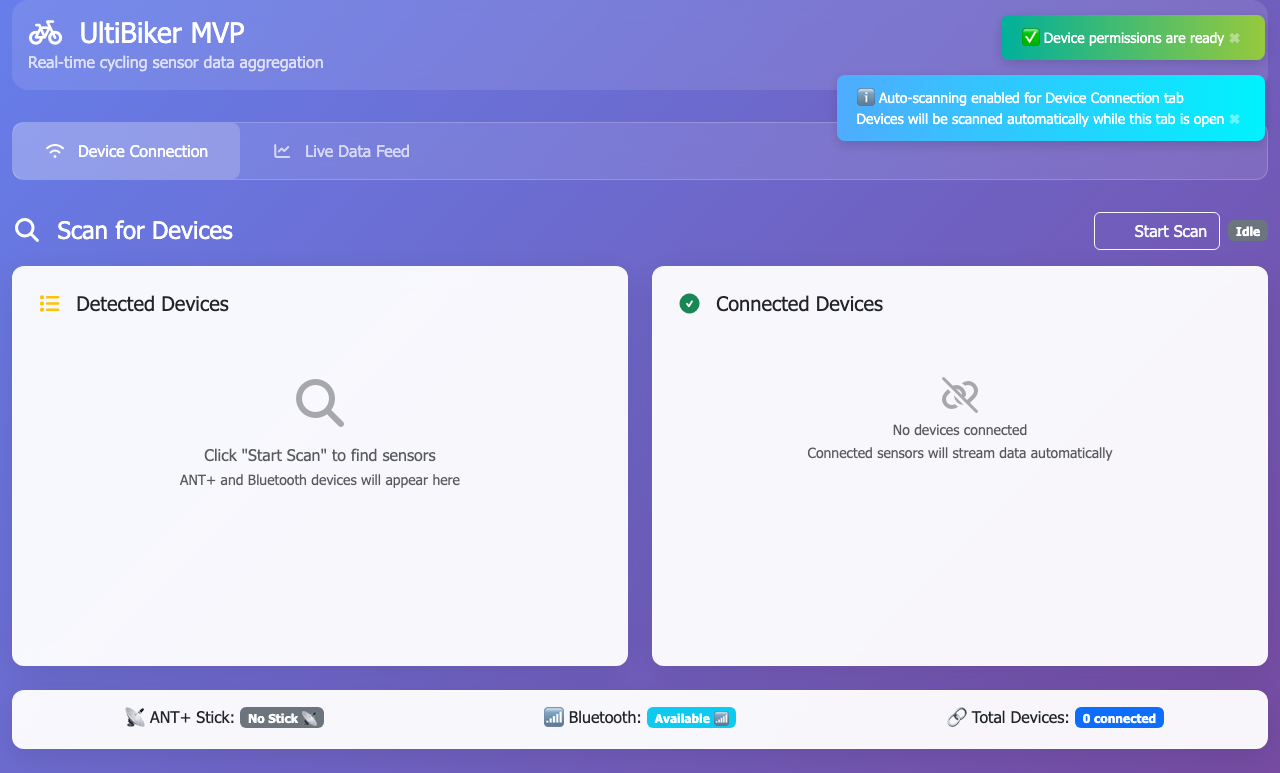 UltiBiker MVP
Real-time cycling sensor data aggregation
✅ Device permissions are ready ✖
ℹ️ Auto-scanning enabled for Device Connection tab
Devices will be scanned automatically while this tab is open ✖
Device Connection
Live Data Feed
Scan for Devices
Start Scan
Idle
Detected Devices
Click "Start Scan" to find sensors
ANT+ and Bluetooth devices will appear here
Connected Devices
No devices connected
Connected sensors will stream data automatically
📡 ANT+ Stick: No Stick 📡
📶 Bluetooth: Available 📶
🔗 Total Devices: 0 connected